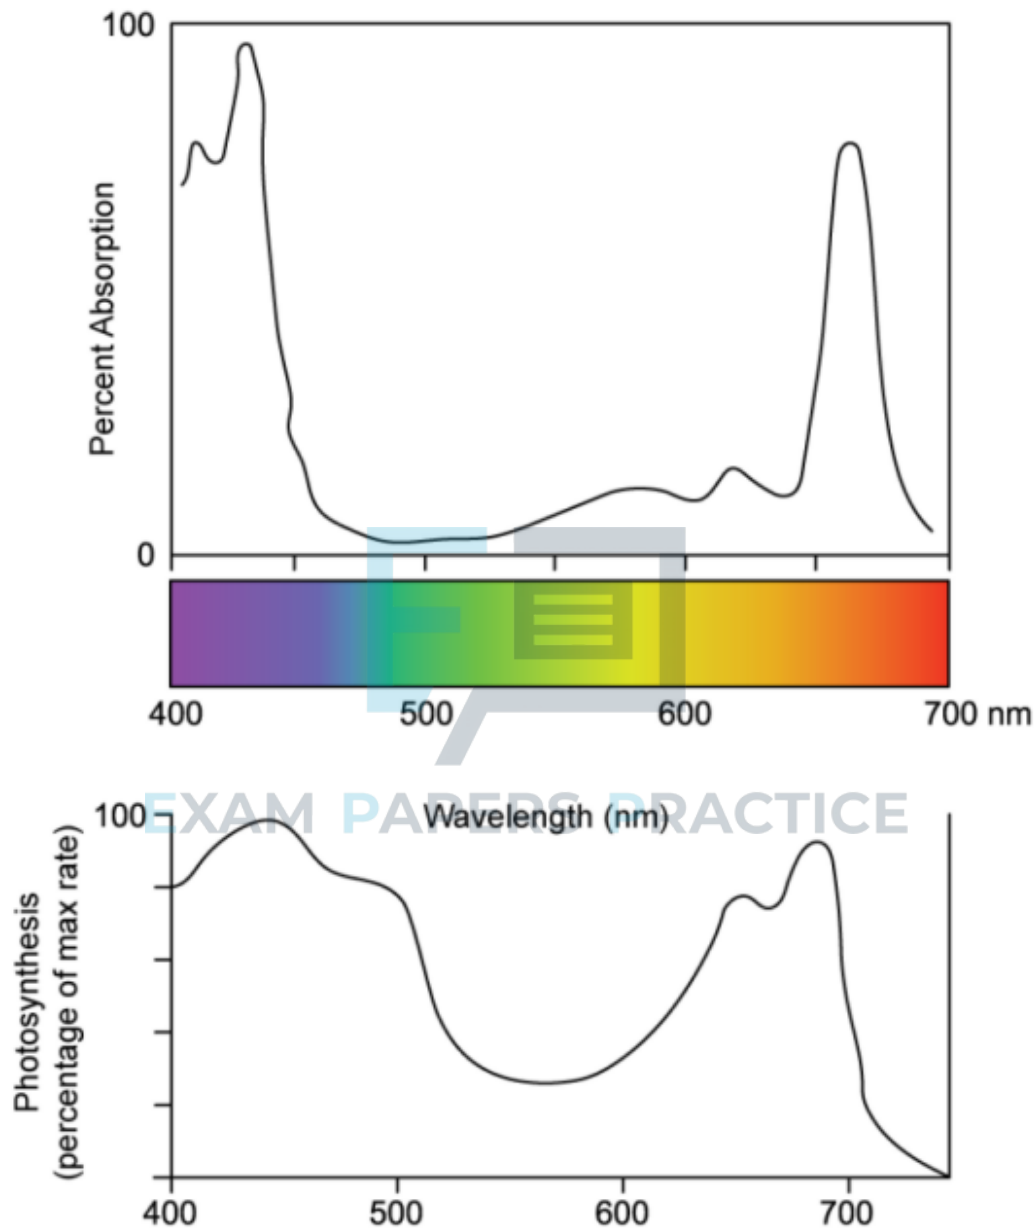 100
Percent Absorption
0
400 500 600 700 nm
EXAM PAPERS PRACTICE
Wavelength (nm)
100
Photosynthesis
(percentage of max rate)
400 500 600 700